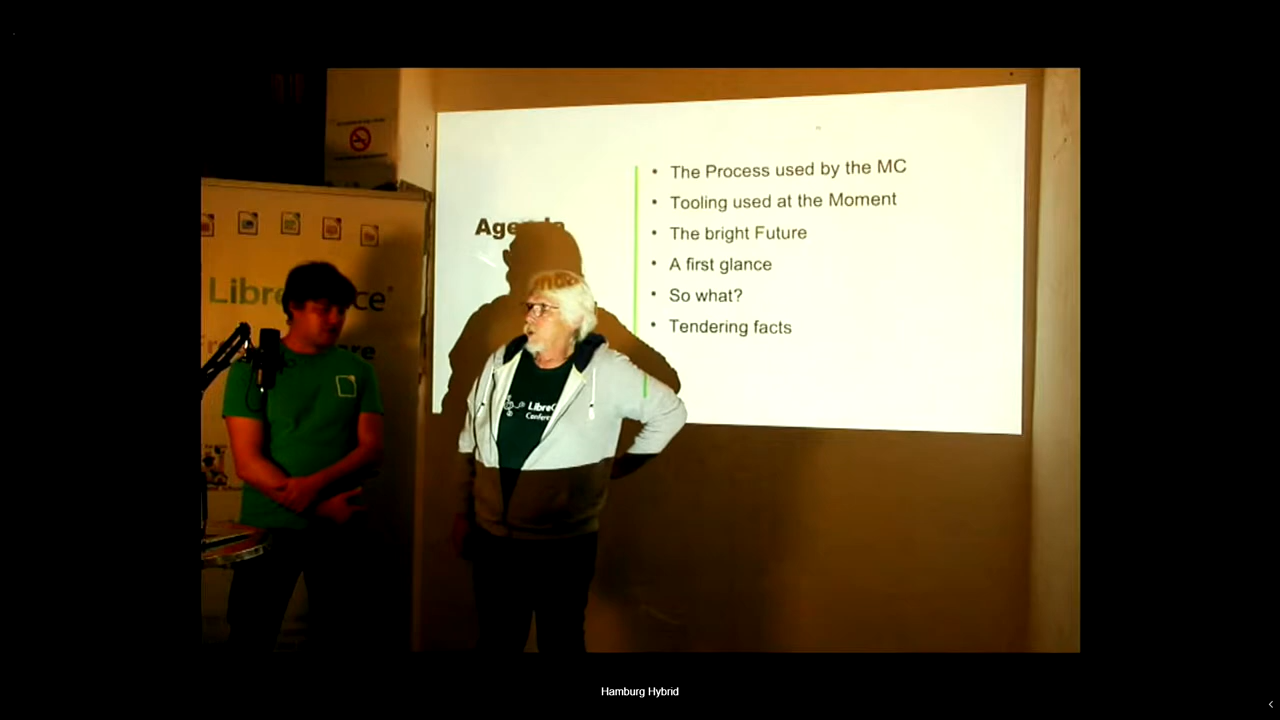 Agenda
• The Process used by the MC
• Tooling used at the Moment
• The bright Future
• A first glance
• So what?
• Tendering facts
Hamburg Hybrid